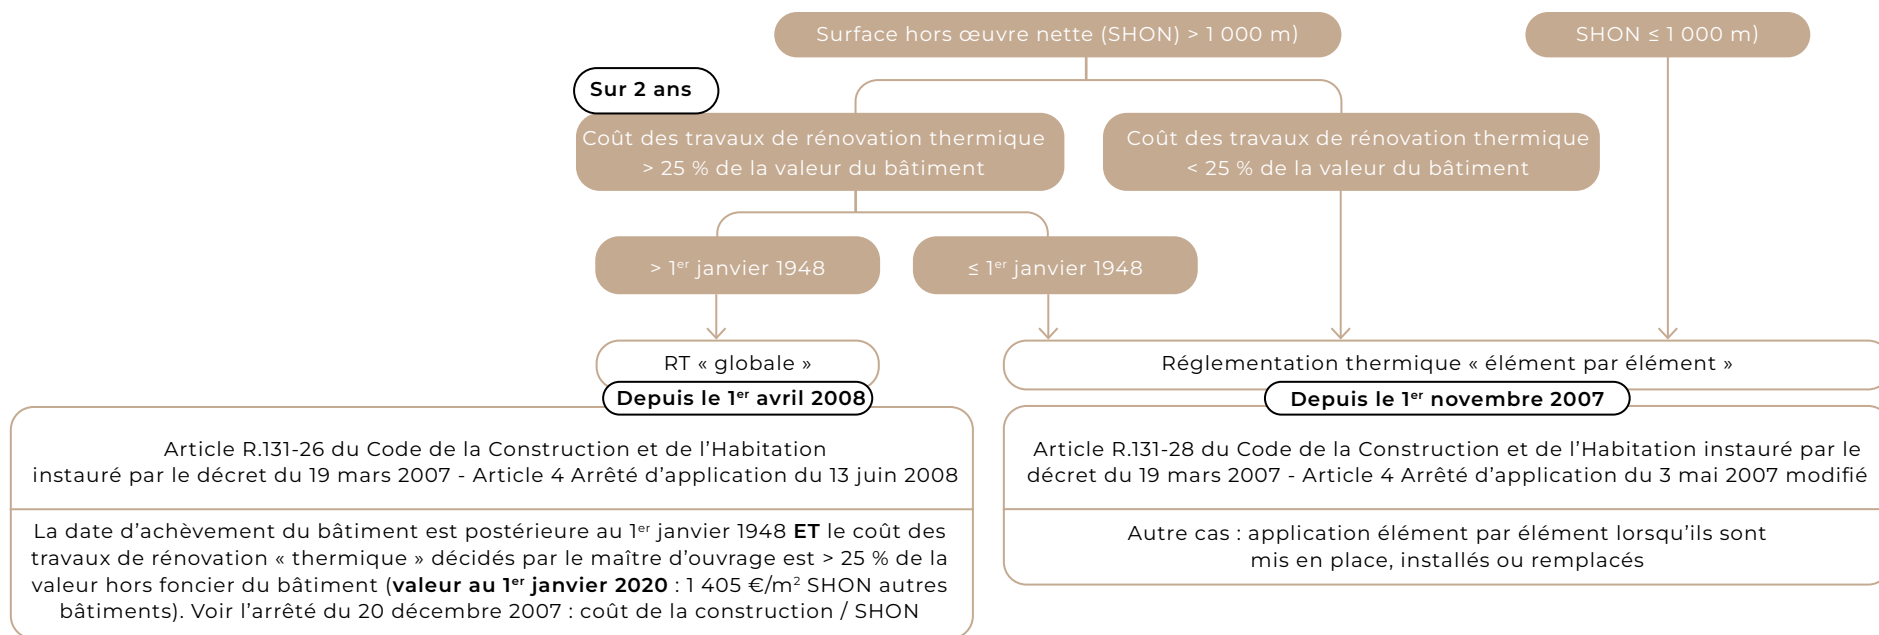 Surface hors œuvre nette (SHON) > 1 000 m)
SHON ≤ 1 000 m)
Sur 2 ans
Coût des travaux de rénovation thermique
> 25 % de la valeur du bâtiment
Coût des travaux de rénovation thermique
< 25 % de la valeur du bâtiment
> 1er janvier 1948
≤ 1er janvier 1948
RT « globale »
Réglementation thermique « élément par élément »
Depuis le 1er avril 2008
Depuis le 1er novembre 2007
Article R.131-26 du Code de la Construction et de l’Habitation
instauré par le décret du 19 mars 2007 - Article 4 Arrêté d’application du 13 juin 2008
La date d’achèvement du bâtiment est postérieure au 1er janvier 1948 ET le coût des
travaux de rénovation « thermique » décidés par le maître d’ouvrage est > 25 % de la
valeur hors foncier du bâtiment (valeur au 1er janvier 2020 : 1 405 €/m² SHON autres
bâtiments). Voir l’arrêté du 20 décembre 2007 : coût de la construction / SHON
Article R.131-28 du Code de la Construction et de l’Habitation instauré par le
décret du 19 mars 2007 - Article 4 Arrêté d’application du 3 mai 2007 modifié
Autre cas : application élément par élément lorsqu’ils sont
mis en place, installés ou remplacés